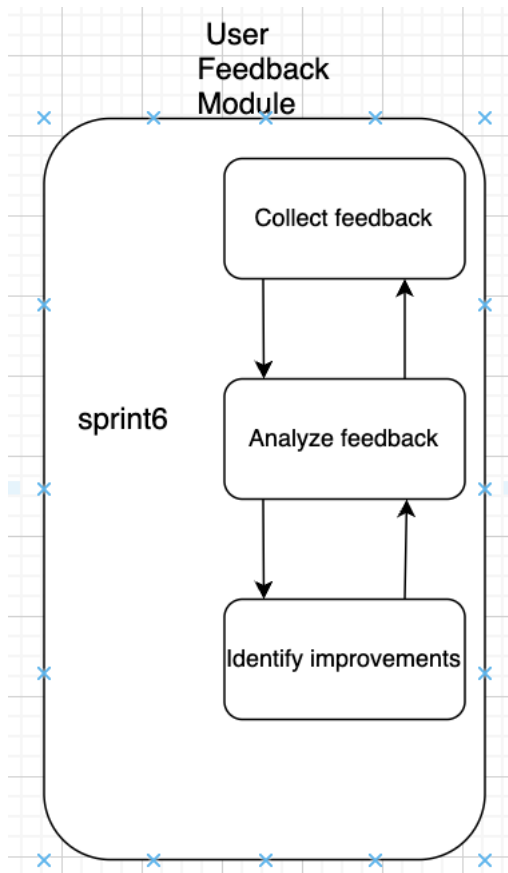 User
Feedback
Module
Collect feedback
sprint6
Analyze feedback
Identify improvements